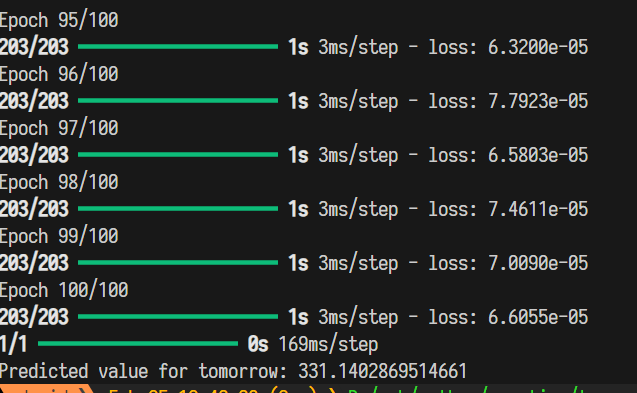 Epoch 95/100
203/203 1s 3ms/step - loss: 6.3200e-05
Epoch 96/100
203/203 1s 3ms/step - loss: 7.7923e-05
Epoch 97/100
203/203 1s 3ms/step - loss: 6.5803e-05
Epoch 98/100
203/203 1s 3ms/step - loss: 7.4611e-05
Epoch 99/100
203/203 1s 3ms/step - loss: 7.0090e-05
Epoch 100/100
203/203 1s 3ms/step - loss: 6.6055e-05
1/1 0s 169ms/step
Predicted value for tomorrow: 331.1402869514661